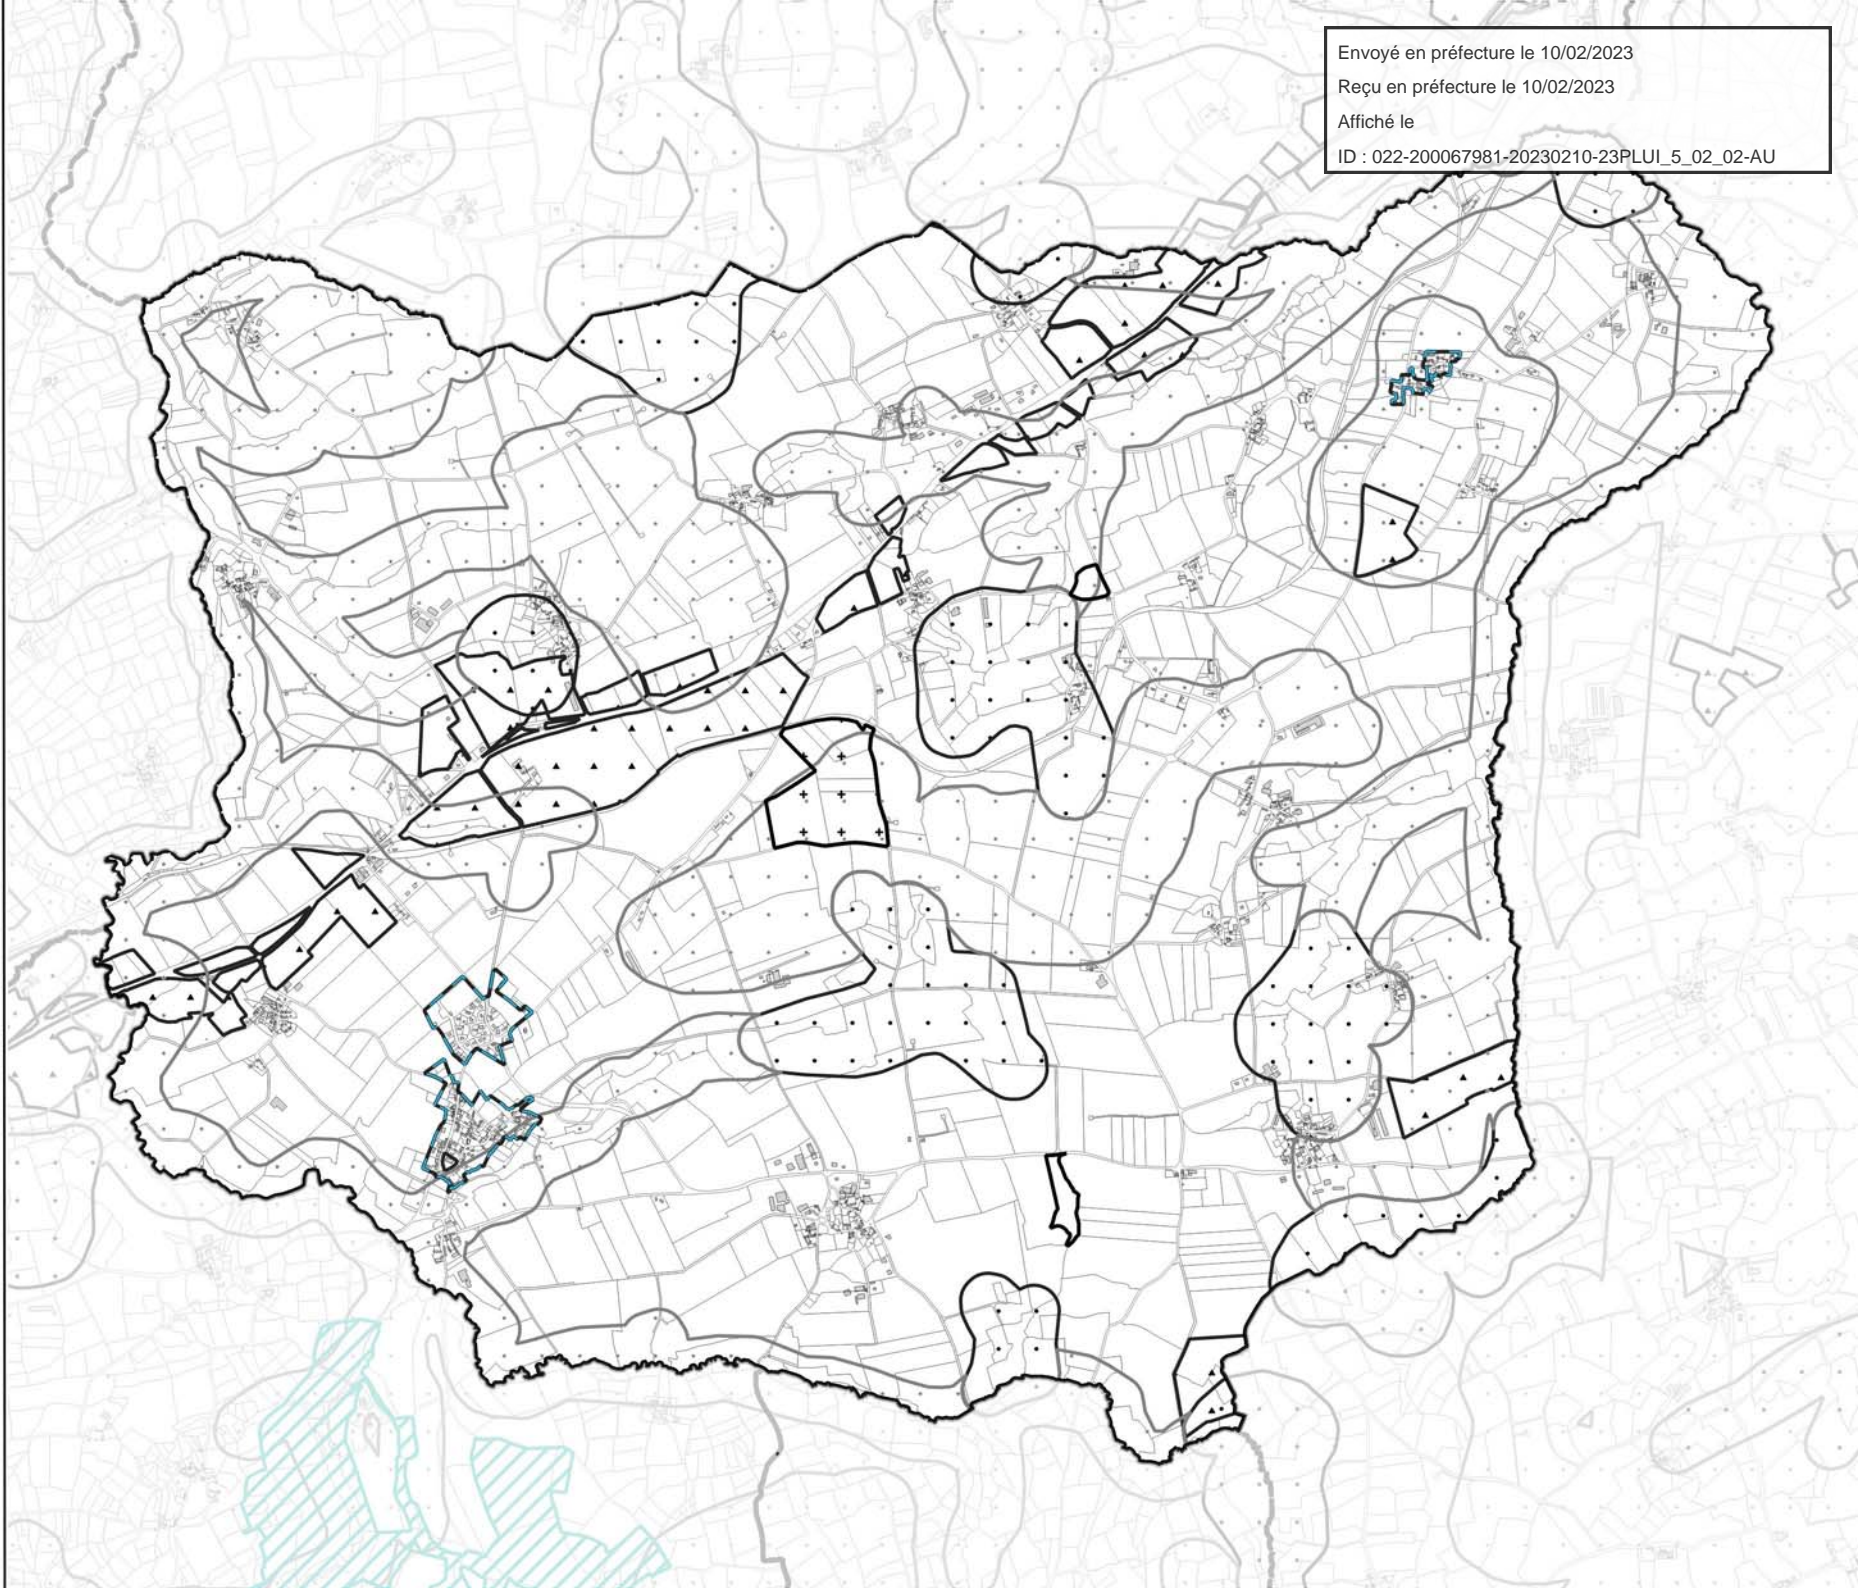 Envoyé en préfecture le 10/02/2023
Reçu en préfecture le 10/02/2023
Affiché le
ID : 022-200067981-20230210-23PLUI_5_02_02-AU